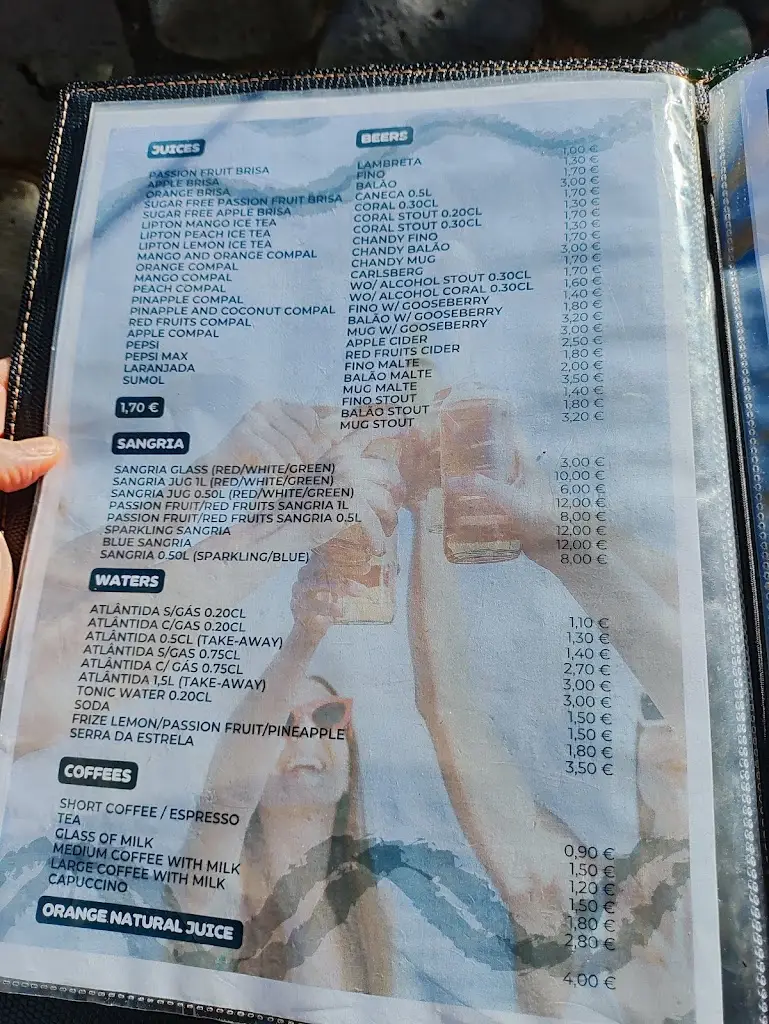 JUICES
PASSION FRUIT BRISA
APPLE BRISA
ORANGE BRISA
SUGAR FREE PASSION FRUIT BRISA
SUGAR FREE APPLE BRISA
LIPTON MANGO ICE TEA
LIPTON PEACH ICE TEA
LIPTON LEMON ICE TEA
MANGO AND ORANGE COMPAL
ORANGE COMPAL
MANGO COMPAL
PEACH COMPAL
PINAPPLE COMPAL
PINAPPLE AND COCONUT COMPAL
RED FRUITS COMPAL
APPLE COMPAL
PEPSI
PEPSI MAX
LARANJADA
SUMOL
1,70 €
BEERS
LAMBRETA 1,00 €
FINO 1,30 €
BALÃO 1,70 €
CANECA 0.5L 3,00 €
CORAL 0.30CL 1,70 €
CORAL STOUT 0.20CL 1,30 €
CORAL STOUT 0.30CL 1,70 €
CHANDY FINO 1,30 €
CHANDY BALÃO 1,70 €
CHANDY MUG 3,00 €
CARLSBERG 1,70 €
WO/ ALCOHOL STOUT 0.30CL 1,70 €
WO/ ALCOHOL CORAL 0.30CL 1,60 €
FINO W/ GOOSEBERRY 1,40 €
BALÃO W/ GOOSEBERRY 1,80 €
MUG W/ GOOSEBERRY 3,20 €
APPLE CIDER 3,00 €
RED FRUITS CIDER 2,50 €
FINO MALTE 1,80 €
BALÃO MALTE 2,00 €
MUG MALTE 3,50 €
FINO STOUT 1,40 €
BALÃO STOUT 1,80 €
MUG STOUT 3,20 €
SANGRIA
SANGRIA GLASS (RED/WHITE/GREEN) 3,00 €
SANGRIA JUG 1L (RED/WHITE/GREEN) 10,00 €
SANGRIA JUG 0.50L (RED/WHITE/GREEN) 6,00 €
PASSION FRUIT/RED FRUITS SANGRIA 1L 12,00 €
PASSION FRUIT/RED FRUITS SANGRIA 0.5L 8,00 €
SPARKLING SANGRIA 12,00 €
BLUE SANGRIA 12,00 €
SANGRIA 0.50L (SPARKLING/BLUE) 8,00 €
WATERS
ATLÂNTIDA S/GÁS 0.20CL 1,10 €
ATLÂNTIDA C/GAS 0.20CL 1,30 €
ATLÂNTIDA 0.5CL (TAKE-AWAY) 1,40 €
ATLÂNTIDA S/GAS 0.75CL 2,70 €
ATLÂNTIDA C/ GÁS 0.75CL 3,00 €
ATLÂNTIDA 1,5L (TAKE-AWAY) 3,00 €
TONIC WATER 0.20CL 1,50 €
SODA 1,50 €
FRIZE LEMON/PASSION FRUIT/PINEAPPLE 1,80 €
SERRA DA ESTRELA 3,50 €
COFFEES
SHORT COFFEE / ESPRESSO 0,90 €
TEA 1,50 €
GLASS OF MILK 1,20 €
MEDIUM COFFEE WITH MILK 1,50 €
LARGE COFFEE WITH MILK 1,80 €
CAPUCCINO 2,80 €
ORANGE NATURAL JUICE 4,00 €